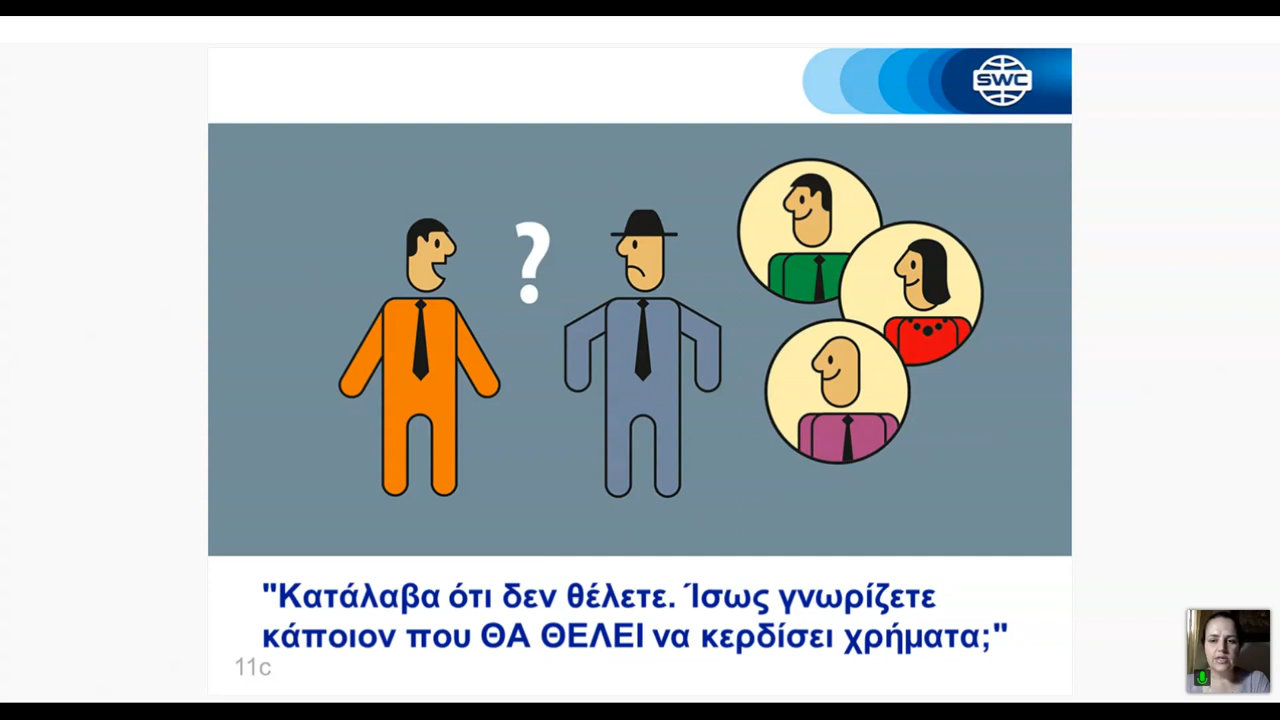 SWC
?
"Κατάλαβα ότι δεν θέλετε. Ίσως γνωρίζετε
κάποιον που ΘΑ ΘΕΛΕΙ να κερδίσει χρήματα;"
11c